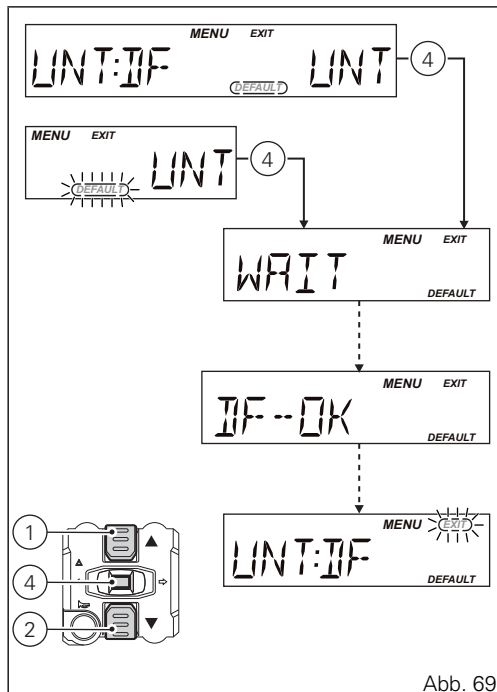 MENU EXIT
UNT:DF DEFAULT UNT
4
MENU EXIT
DEFAULT UNT
4
MENU EXIT
WAIT
DEFAULT
MENU EXIT
DF--OK
DEFAULT
MENU EXIT
UNT:DF
DEFAULT
1
4
2
Abb. 69